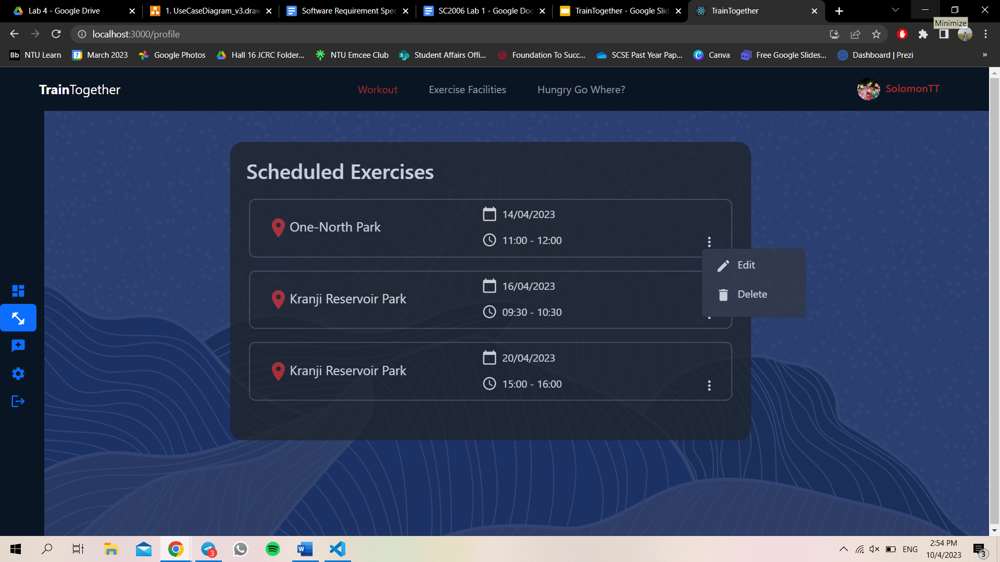 Lab 4 - Google Drive
1. UseCaseDiagram_v3.draw
Software Requirement Spec
SC2006 Lab 1 - Google Doc
TrainTogether - Google Slid
TrainTogether
Minimize
localhost:3000/profile
Bb NTU Learn
7 March 2023
Google Photos
Hall 16 JCRC Folder...
NTU Emcee Club
Student Affairs Offi...
Foundation To Succ...
SCSE Past Year Pap...
Canva
Free Google Slides...
Dashboard | Prezi
»
TrainTogether
Workout
Exercise Facilities
Hungry Go Where?
SolomonTT
Scheduled Exercises
One-North Park
14/04/2023
11:00 - 12:00
Edit
Delete
Kranji Reservoir Park
16/04/2023
09:30 - 10:30
Kranji Reservoir Park
20/04/2023
15:00 - 16:00
3
ENG
2:54 PM
10/4/2023
3